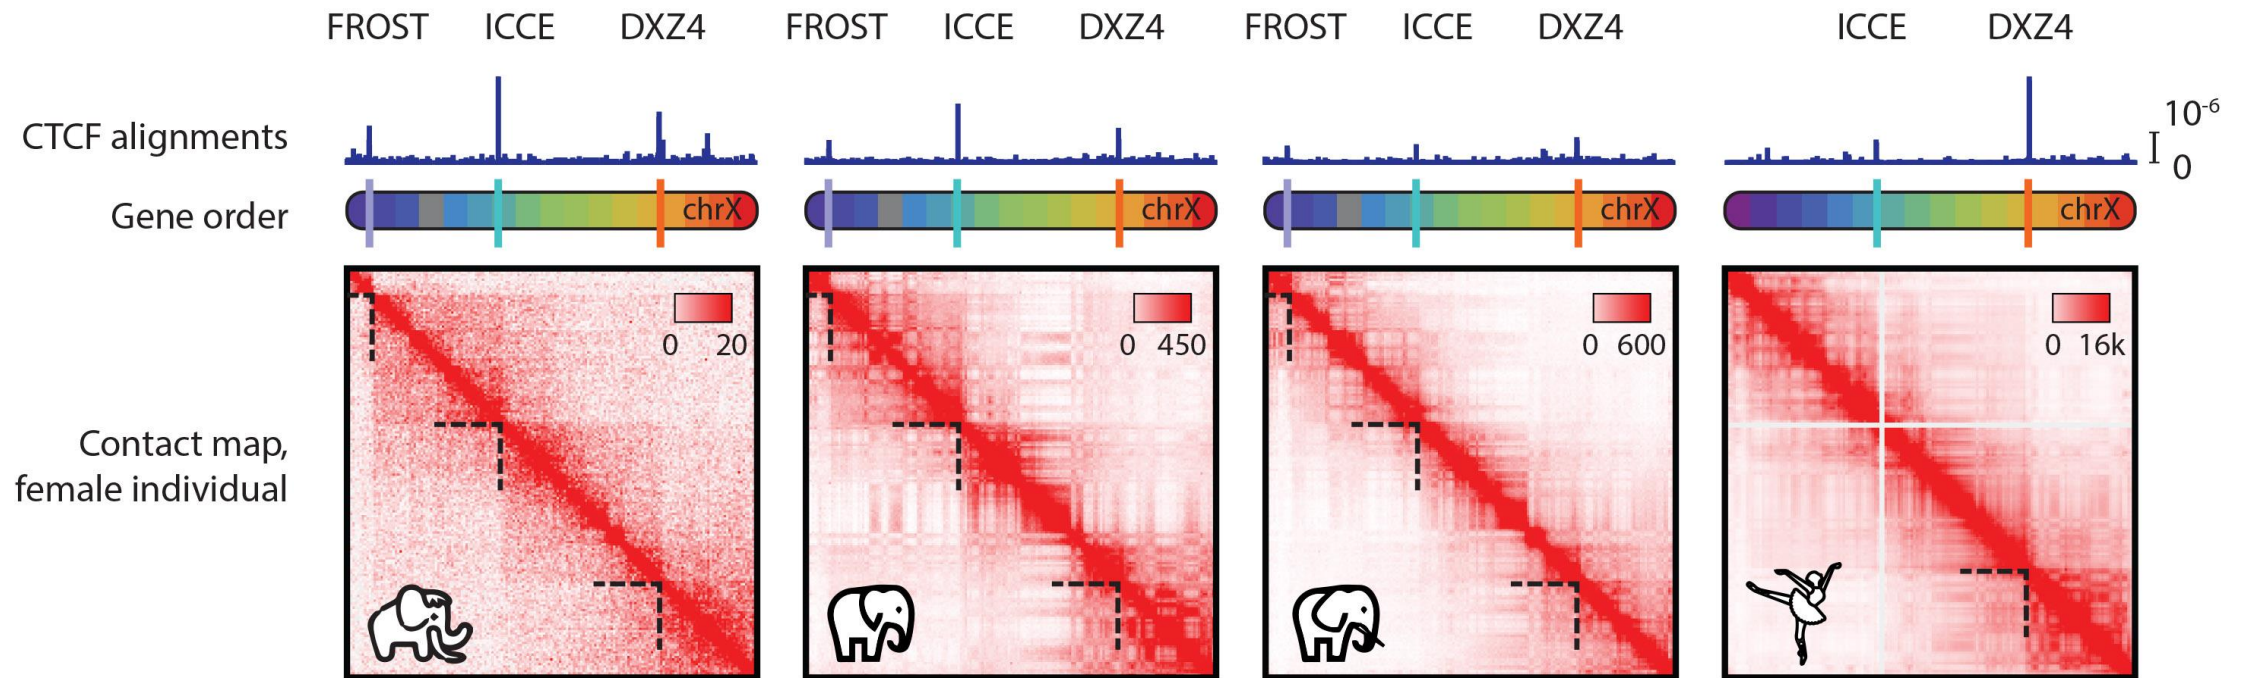 FROST ICCE DXZ4 FROST ICCE DXZ4 FROST ICCE DXZ4 ICCE DXZ4
CTCF alignments
10⁻⁶
0
Gene order
chrX chrX chrX chrX
0 20 0 450 0 600 0 16k
Contact map,
female individual